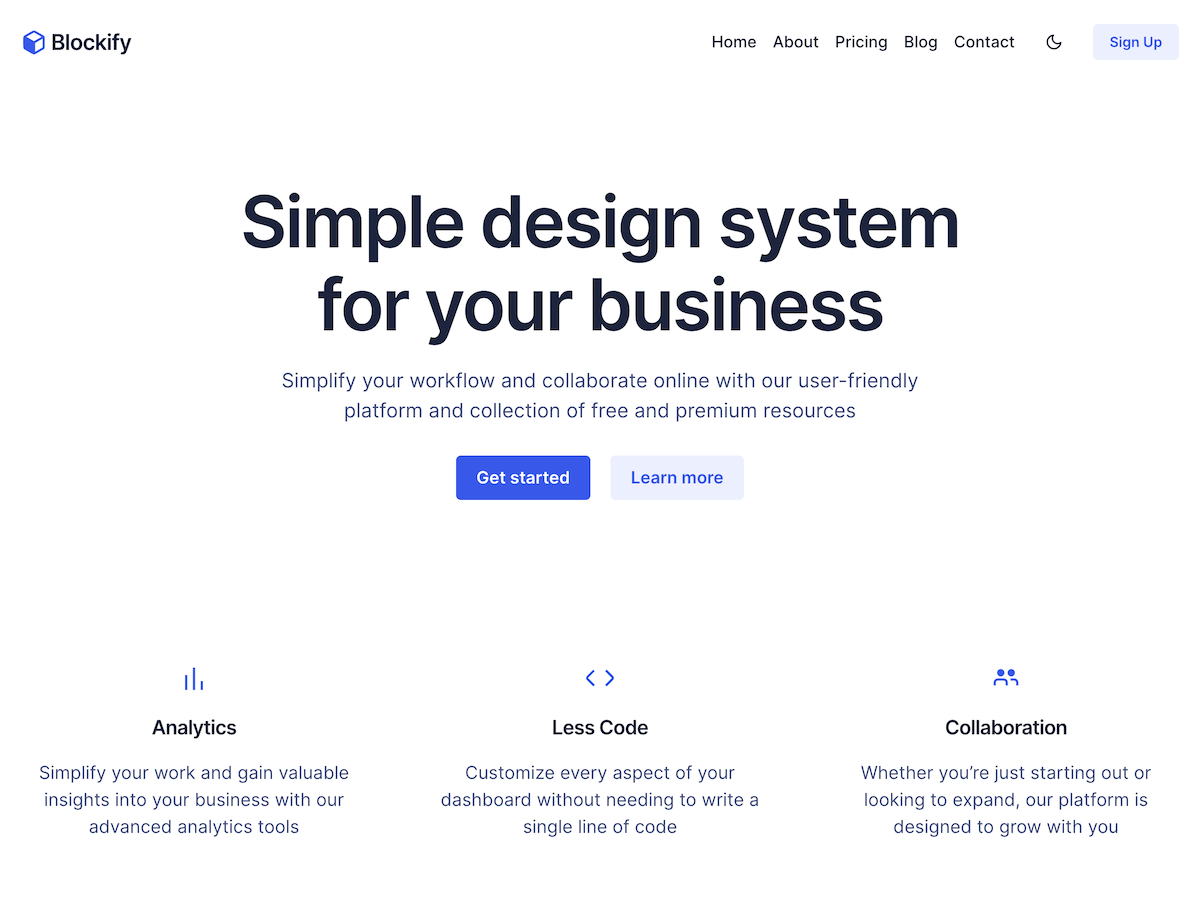 Blockify
Home About Pricing Blog Contact
Sign Up
Simple design system
for your business
Simplify your workflow and collaborate online with our user-friendly
platform and collection of free and premium resources
Get started
Learn more
Analytics
Simplify your work and gain valuable
insights into your business with our
advanced analytics tools
Less Code
Customize every aspect of your
dashboard without needing to write a
single line of code
Collaboration
Whether you’re just starting out or
looking to expand, our platform is
designed to grow with you